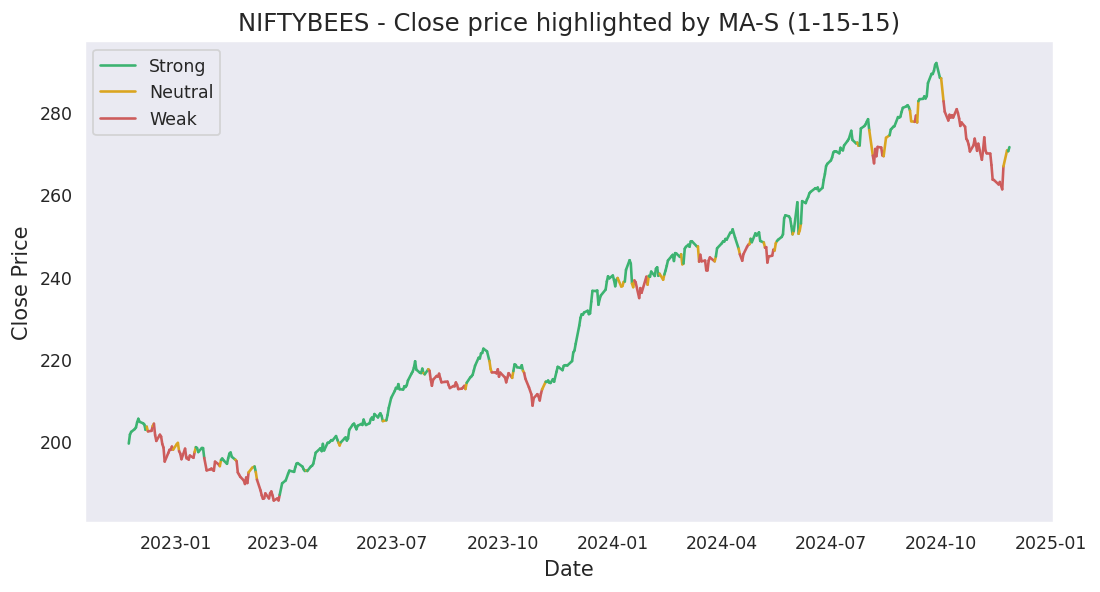 NIFTYBEES - Close price highlighted by MA-S (1-15-15)
Strong
Neutral
Weak
Close Price
280
260
240
220
200
2023-01 2023-04 2023-07 2023-10 2024-01 2024-04 2024-07 2024-10 2025-01
Date